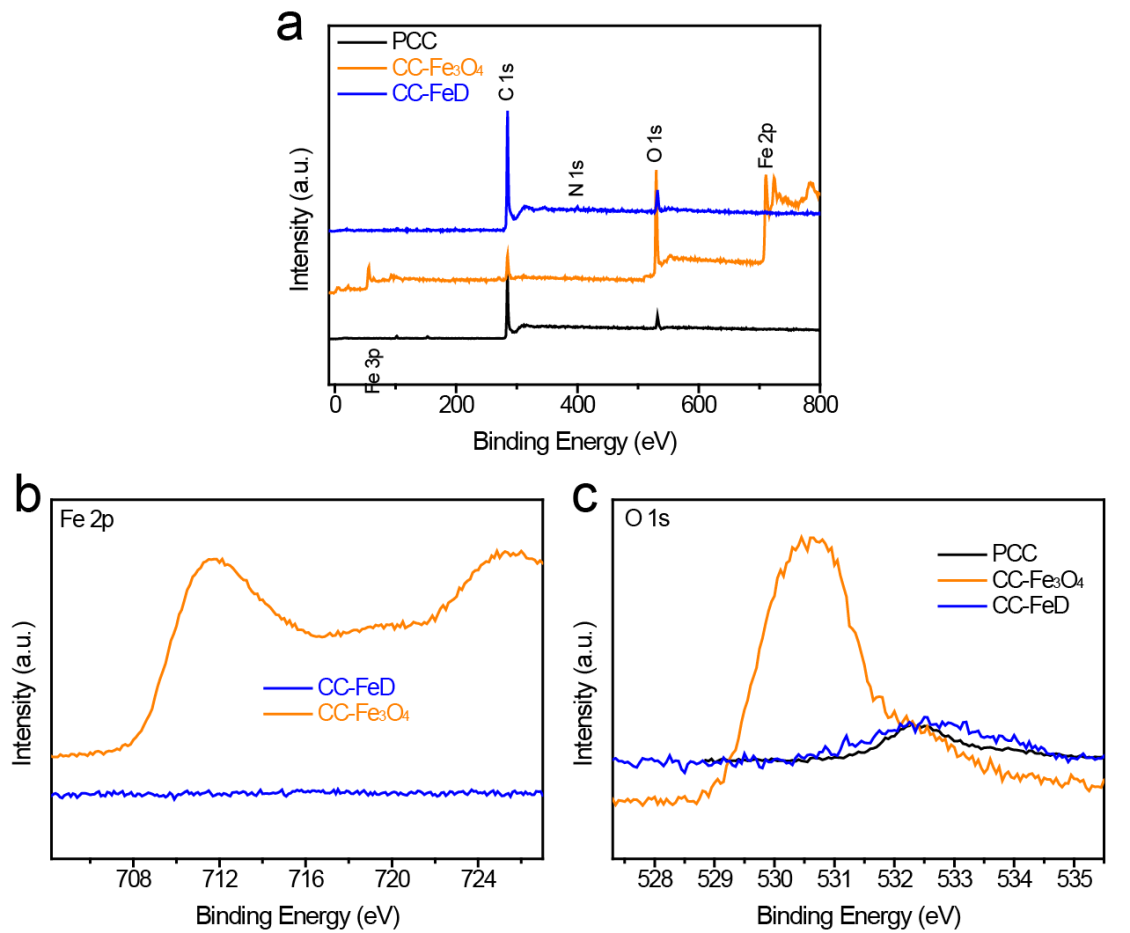 a
PCC
CC-Fe₃O₄
CC-FeD
C 1s
N 1s
O 1s
Fe 2p
Fe 3p
Intensity (a.u.)
0 200 400 600 800
Binding Energy (eV)
b
Fe 2p
CC-FeD
CC-Fe₃O₄
Intensity (a.u.)
708 712 716 720 724
Binding Energy (eV)
c
O 1s
PCC
CC-Fe₃O₄
CC-FeD
Intensity (a.u.)
528 529 530 531 532 533 534 535
Binding Energy (eV)